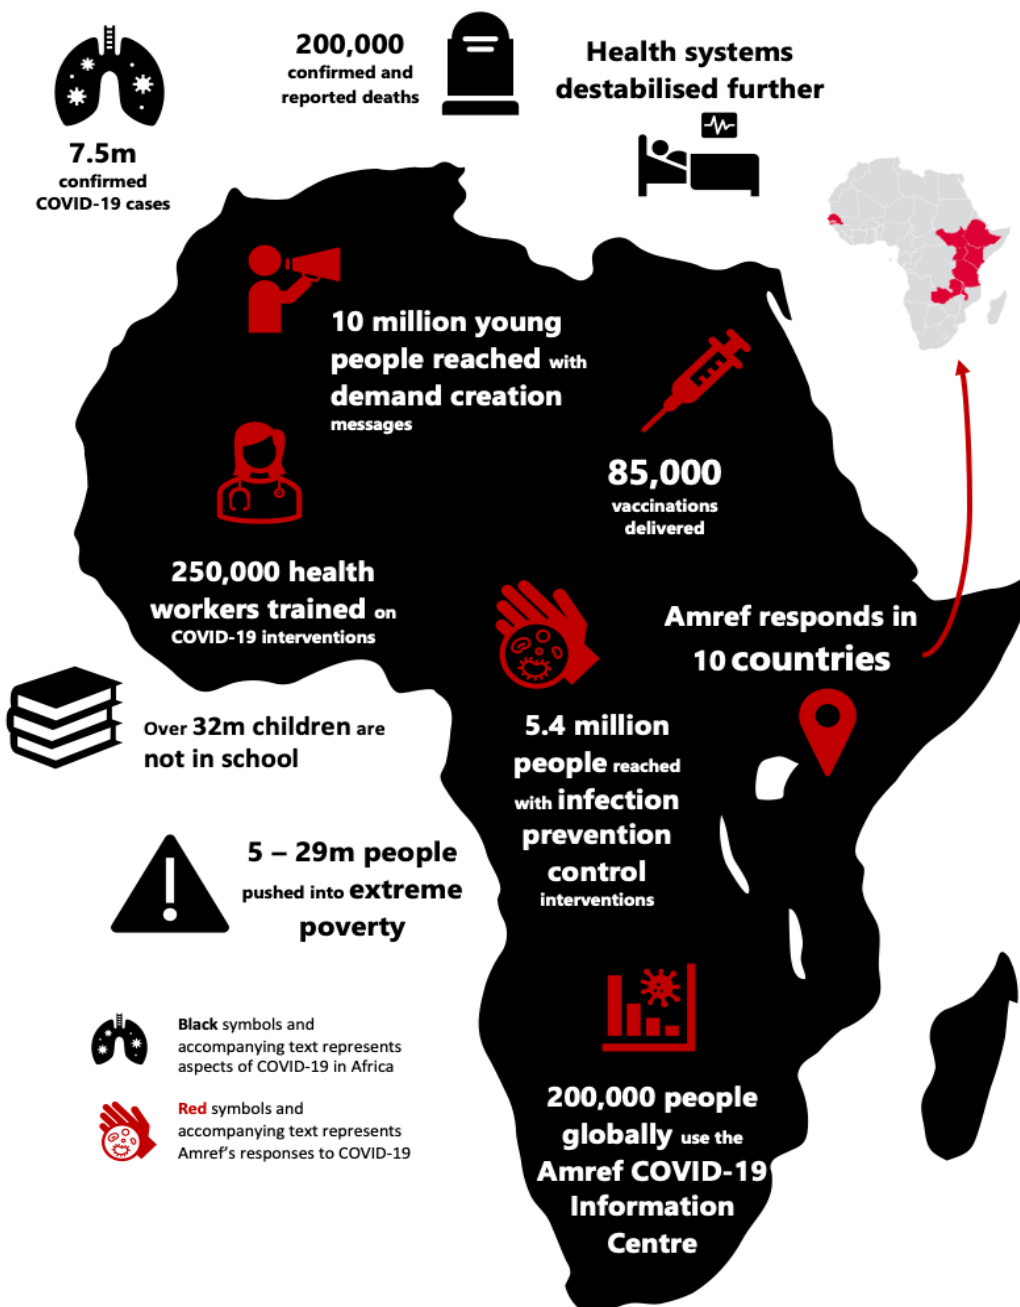 200,000
confirmed and
reported deaths
Health systems
destabilised further
7.5m
confirmed
COVID-19 cases
10 million young
people reached with
demand creation
messages
85,000
vaccinations
delivered
250,000 health
workers trained on
COVID-19 interventions
Amref responds in
10 countries
Over 32m children are
not in school
5.4 million
people reached
with infection
prevention
control
interventions
5 – 29m people
pushed into extreme
poverty
Black symbols and
accompanying text represents
aspects of COVID-19 in Africa
Red symbols and
accompanying text represents
Amref's responses to COVID-19
200,000 people
globally use the
Amref COVID-19
Information
Centre